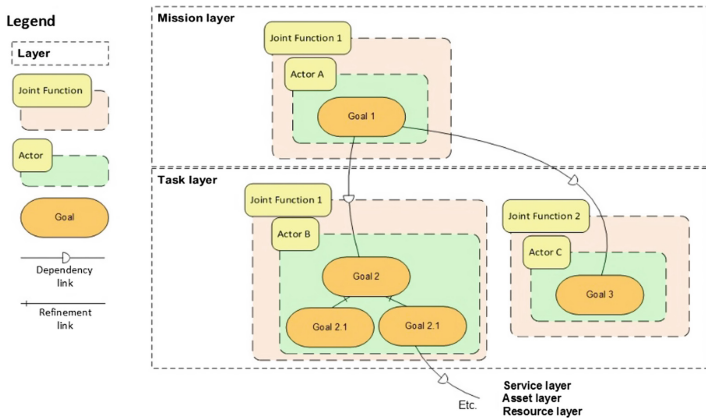 Legend
Layer
Joint Function
Actor
Goal
Dependency
link
Refinement
link
Mission layer
Joint Function 1
Actor A
Goal 1
Task layer
Joint Function 1
Actor B
Goal 2
Goal 2.1
Goal 2.1
Joint Function 2
Actor C
Goal 3
Etc.
Service layer
Asset layer
Resource layer